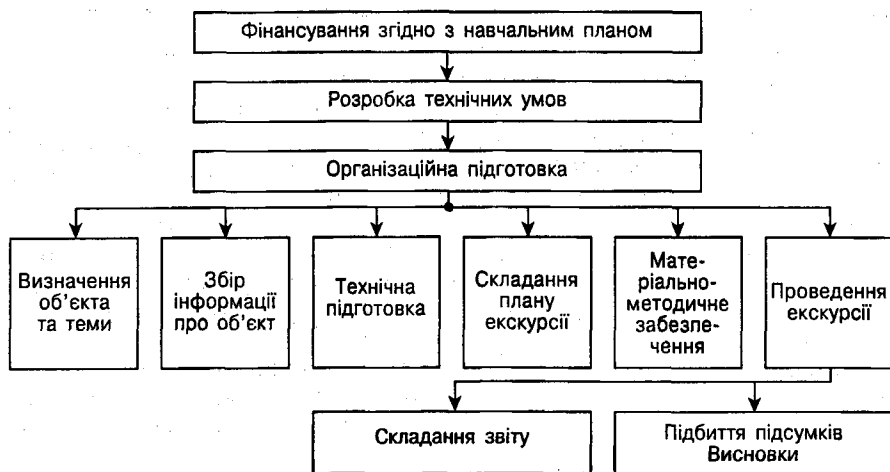 Фінансування згідно з навчальним планом
Розробка технічних умов
Організаційна підготовка
Визначення
об'єкта
та теми
Збір
інформації
про об'єкт
Технічна
підготовка
Складання
плану
екскурсії
Мате-
ріально-
методичне
забезпе-
чення
Проведення
екскурсії
Складання звіту
Підбиття підсумків
Висновки